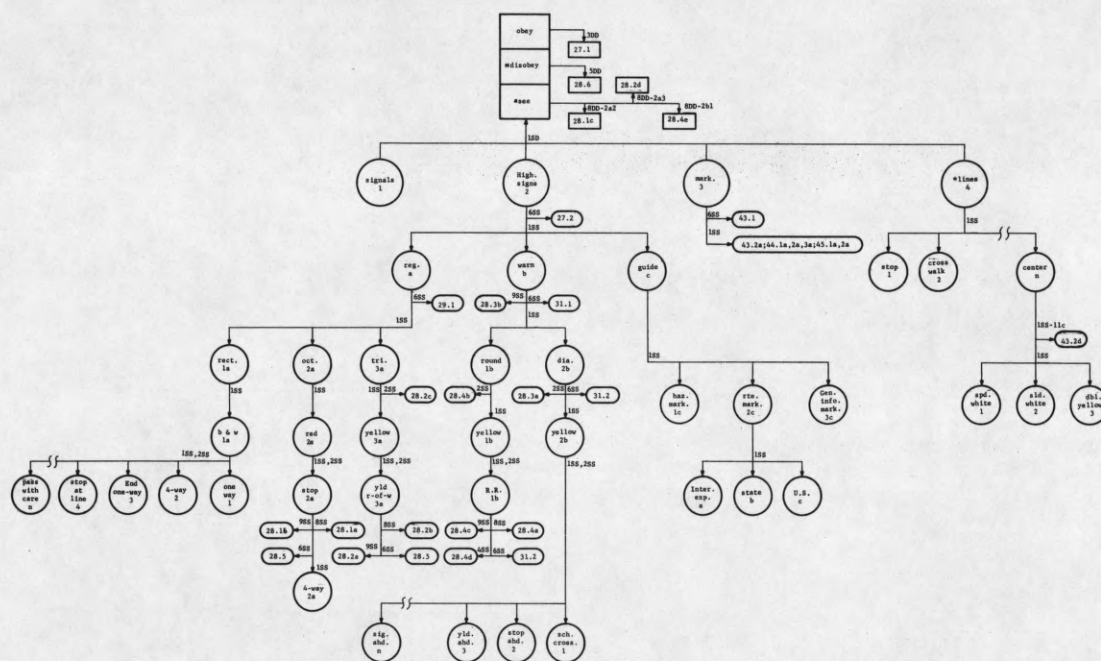 obey
3DD
27.1
*disobey
5DD
28.6
28.2d
*see
8DD-2a3
8DD-2a2
8DD-2b1
28.1c
28.4e
1SD
signals
1
High.
signs
2
mark.
3
*lines
4
6SS
27.2
1SS
6SS
43.1
1SS
43.2a;44.1a,2a,3a;45.1a,2a
1SS
reg.
a
warn
b
guide
c
stop
1
cross
walk
2
center
n
6SS
29.1
1SS
9SS
6SS
28.3b
31.1
1SS
1SS-11c
43.2d
1SS
1SS
rect.
1a
oct.
2a
tri.
3a
round
1b
dia.
2b
1SS
1SS
1SS
2SS
28.2c
2SS
28.4b
1SS
2SS
6SS
28.3a
31.2
1SS
haz.
mark.
1c
rte.
mark.
2c
Gen.
info.
mark.
3c
spd.
white
1
sld.
white
2
dbl.
yellow
3
b & w
1a
red
2a
yellow
3a
yellow
1b
yellow
2b
1SS,2SS
1SS,2SS
1SS,2SS
1SS,2SS
1SS,2SS
1SS
with
n
stop
at
line
4
End
one-way
3
4-way
2
one
way
1
stop
2a
yld
r-of-w
3a
R.R.
1b
Inter.
exp.
a
state
b
U.S.
c
9SS
8SS
28.1b
28.1a
8SS
28.2b
9SS
8SS
28.4c
28.4a
6SS
28.5
9SS
6SS
28.2a
28.5
4SS
6SS
28.4d
31.2
1SS
4-way
2a
sig.
ahd.
n
yld.
ahd.
3
stop
ahd.
2
sch.
cross.
1